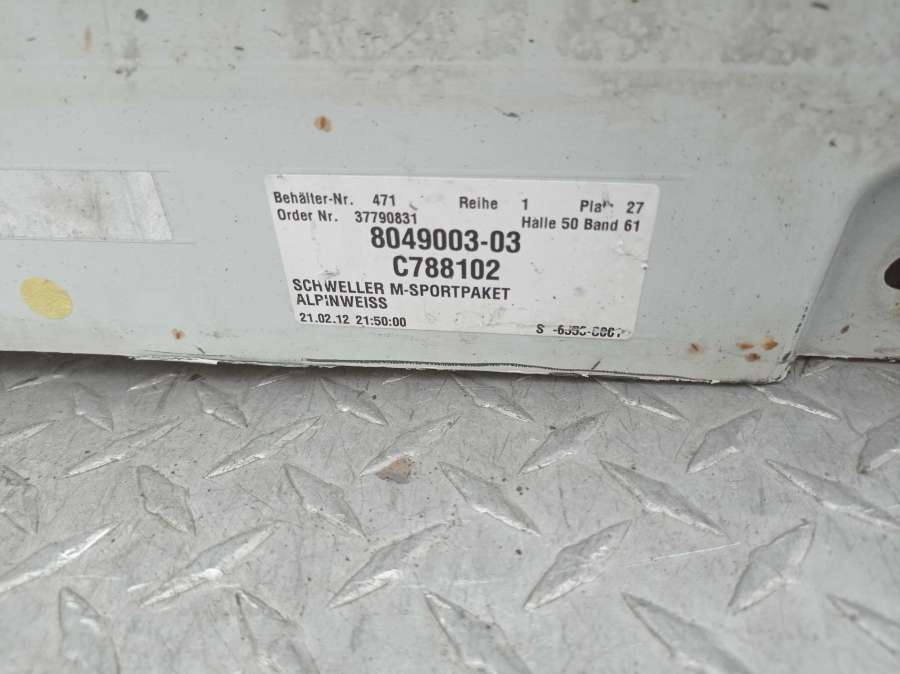 Behälter-Nr. 471 Reihe 1 27
Order Nr. 37790831 Halle 50 Band 61
8049003-03
C788102
SCHWELLER M-SPORTPAKET
ALPINWEISS
21.02.12 21:50:00 S